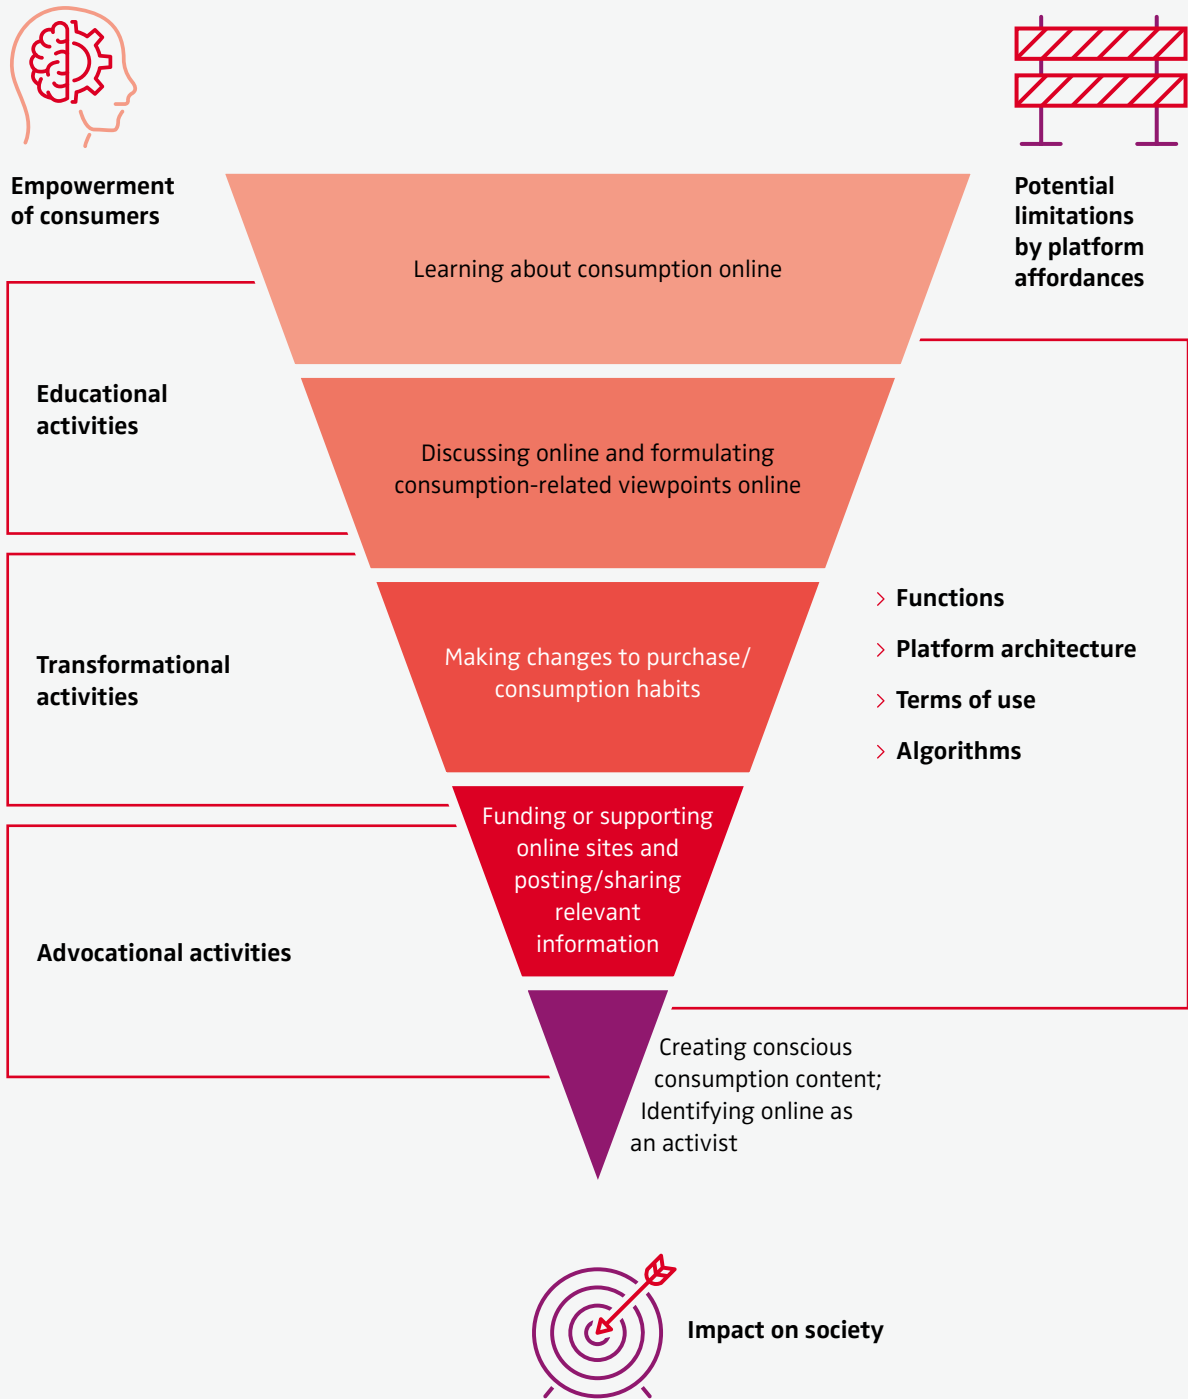 Empowerment
of consumers
Potential
limitations
by platform
affordances
Learning about consumption online
Educational
activities
Discussing online and formulating
consumption-related viewpoints online
Transformational
activities
Making changes to purchase/
consumption habits
> Functions
> Platform architecture
> Terms of use
> Algorithms
Advocational activities
Funding or supporting
online sites and
posting/sharing
relevant
information
Creating conscious
consumption content;
Identifying online as
an activist
Impact on society